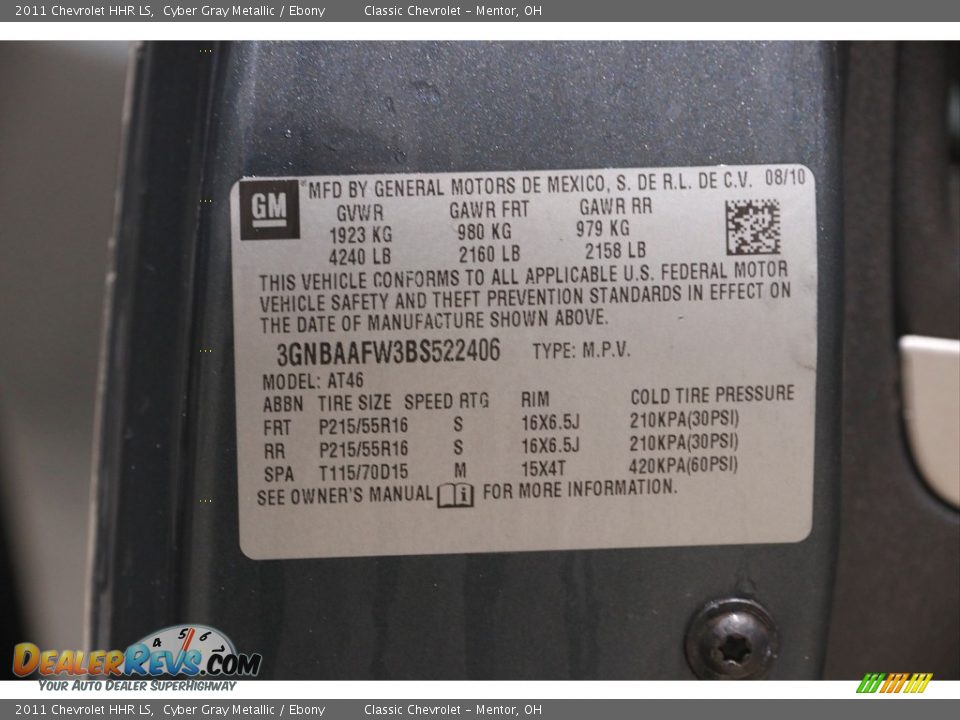 2011 Chevrolet HHR LS,  Cyber Gray Metallic / Ebony        Classic Chevrolet – Mentor, OH
GM MFD BY GENERAL MOTORS DE MEXICO, S. DE R.L. DE C.V. 08/10
GVWR GAWR FRT GAWR RR
1923 KG 980 KG 979 KG
4240 LB 2160 LB 2158 LB
THIS VEHICLE CONFORMS TO ALL APPLICABLE U.S. FEDERAL MOTOR
VEHICLE SAFETY AND THEFT PREVENTION STANDARDS IN EFFECT ON
THE DATE OF MANUFACTURE SHOWN ABOVE.
3GNBAAFW3BS522406 TYPE: M.P.V.
MODEL: AT46
ABBN TIRE SIZE SPEED RTG RIM COLD TIRE PRESSURE
FRT P215/55R16 S 16X6.5J 210KPA(30PSI)
RR P215/55R16 S 16X6.5J 210KPA(30PSI)
SPA T115/70D15 M 15X4T 420KPA(60PSI)
SEE OWNER'S MANUAL FOR MORE INFORMATION.
4 5 6
DEALERREVS.COM
YOUR AUTO DEALER SUPERHIGHWAY
2011 Chevrolet HHR LS,  Cyber Gray Metallic / Ebony        Classic Chevrolet – Mentor, OH